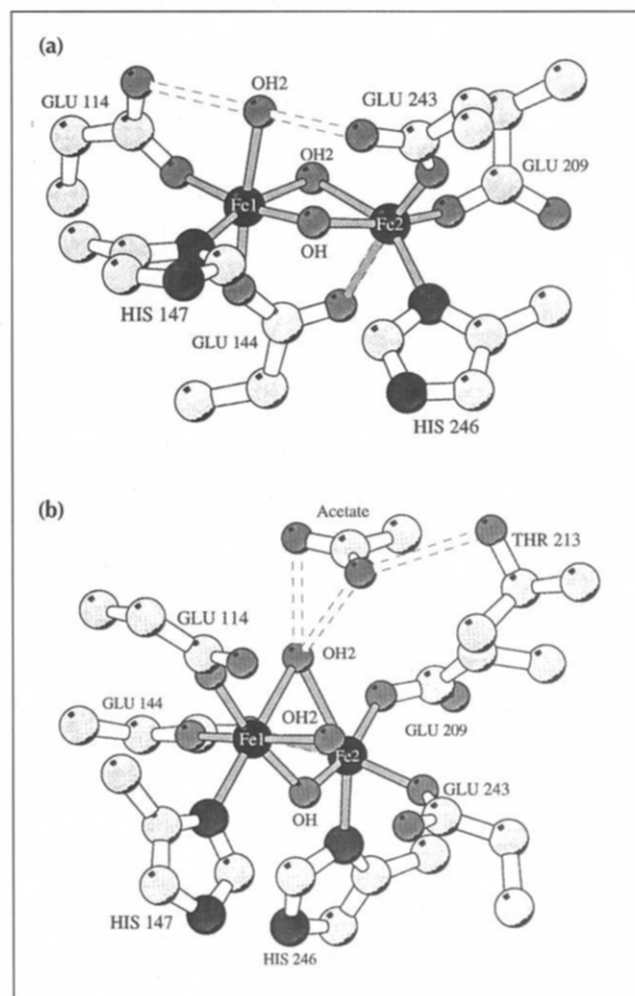 (a)
GLU 114
OH2
GLU 243
OH2
GLU 209
Fe1
Fe2
OH
HIS 147
GLU 144
HIS 246
(b)
Acetate
THR 213
GLU 114
OH2
GLU 144
OH2
Fe1
Fe2
GLU 209
GLU 243
OH
HIS 147
HIS 246